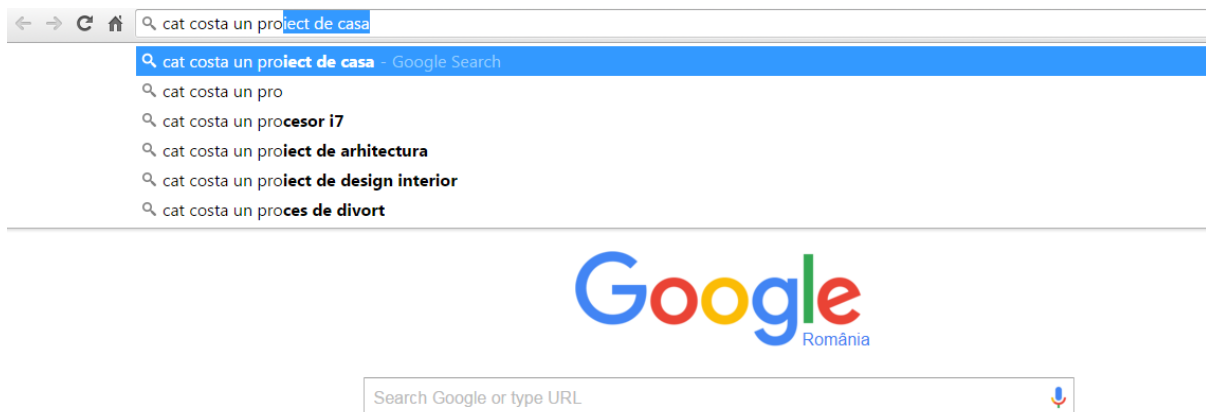 cat costa un proiect de casa
cat costa un proiect de casa - Google Search
cat costa un pro
cat costa un procesor i7
cat costa un proiect de arhitectura
cat costa un proiect de design interior
cat costa un proces de divort
Google
România
Search Google or type URL